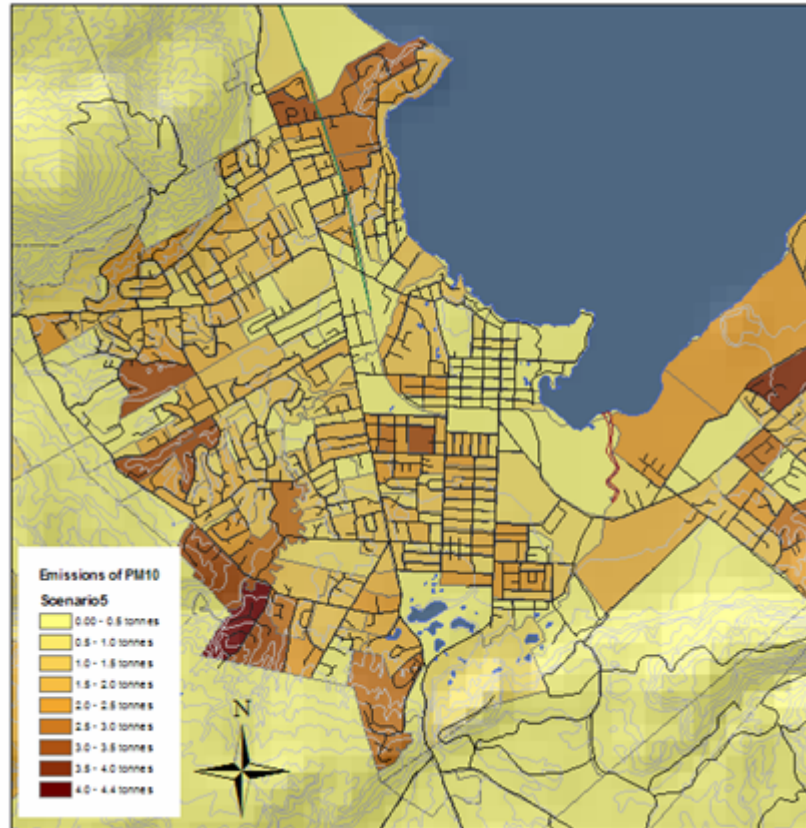 Emissions of PM10
Scenario5
0.00 - 0.5 tonnes
0.5 - 1.0 tonnes
1.0 - 1.5 tonnes
1.5 - 2.0 tonnes
2.0 - 2.5 tonnes
2.5 - 3.0 tonnes
3.0 - 3.5 tonnes
3.5 - 4.0 tonnes
4.0 - 4.4 tonnes
N